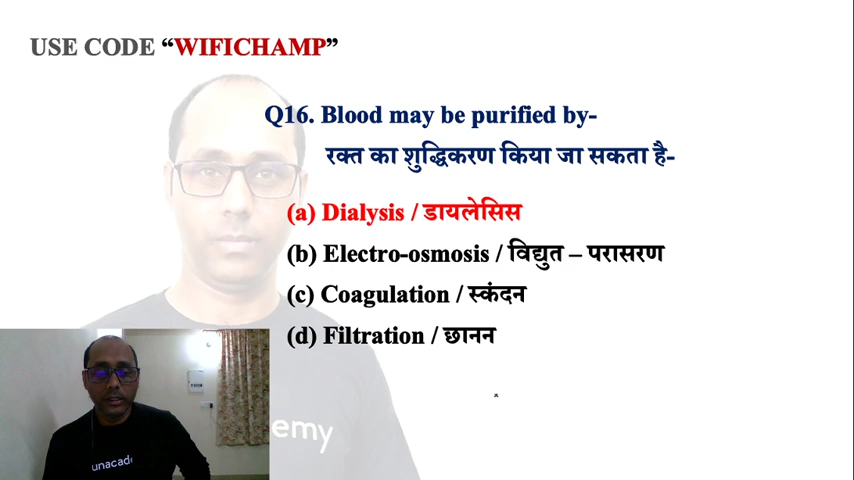 USE CODE “WIFICHAMP”
Q16. Blood may be purified by-
रक्त का शुद्धिकरण किया जा सकता है-
(a) Dialysis / डायलेसिस
(b) Electro-osmosis / विद्युत – परासरण
(c) Coagulation / स्कंदन
(d) Filtration / छानन
emy
unacade